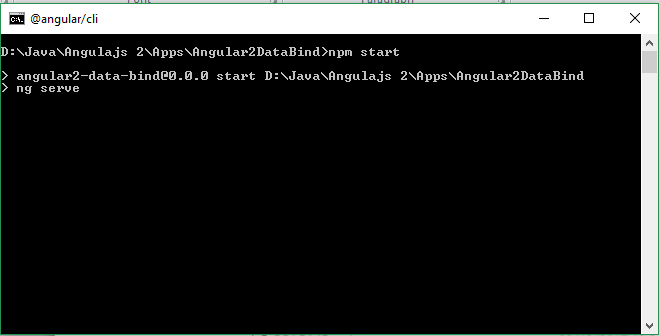 @angular/cli
D:\Java\Angulajs 2\Apps\Angular2DataBind>npm start
> angular2-data-bind@0.0.0 start D:\Java\Angulajs 2\Apps\Angular2DataBind
> ng serve